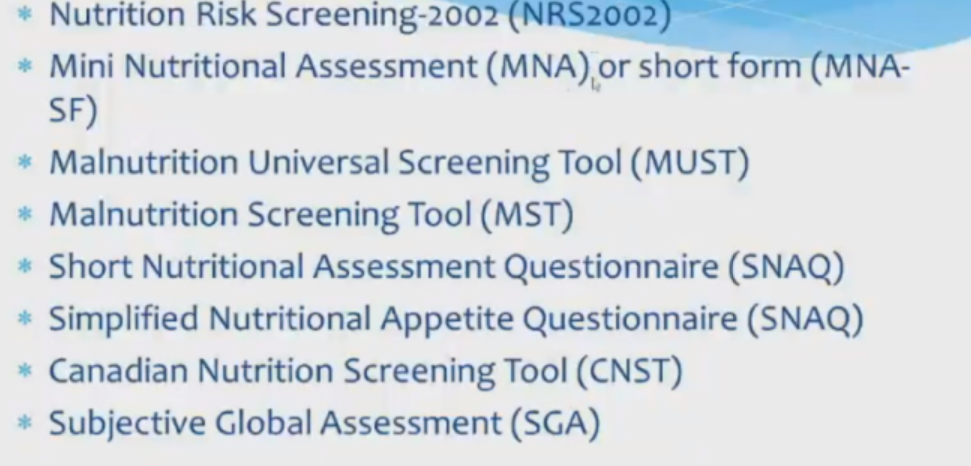 * Nutrition Risk Screening-2002 (NRS2002)
* Mini Nutritional Assessment (MNA) or short form (MNA-
SF)
* Malnutrition Universal Screening Tool (MUST)
* Malnutrition Screening Tool (MST)
* Short Nutritional Assessment Questionnaire (SNAQ)
* Simplified Nutritional Appetite Questionnaire (SNAQ)
* Canadian Nutrition Screening Tool (CNST)
* Subjective Global Assessment (SGA)